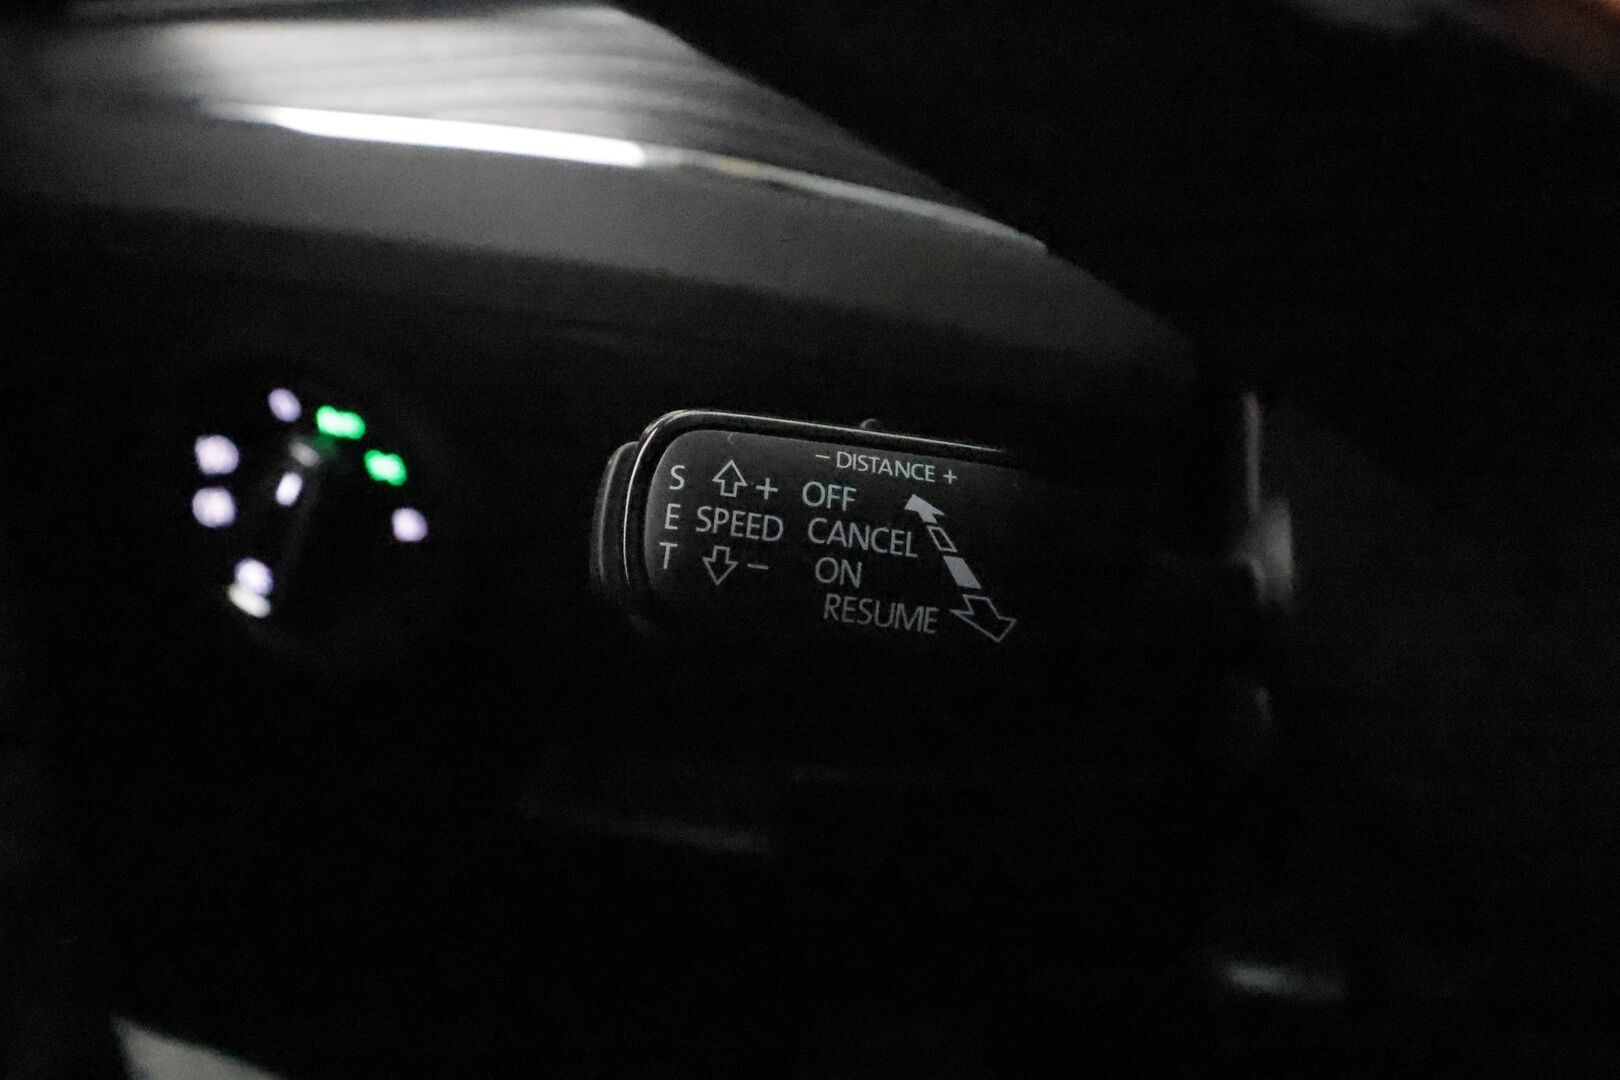 - DISTANCE +
S + OFF
E SPEED CANCEL
T - ON
RESUME